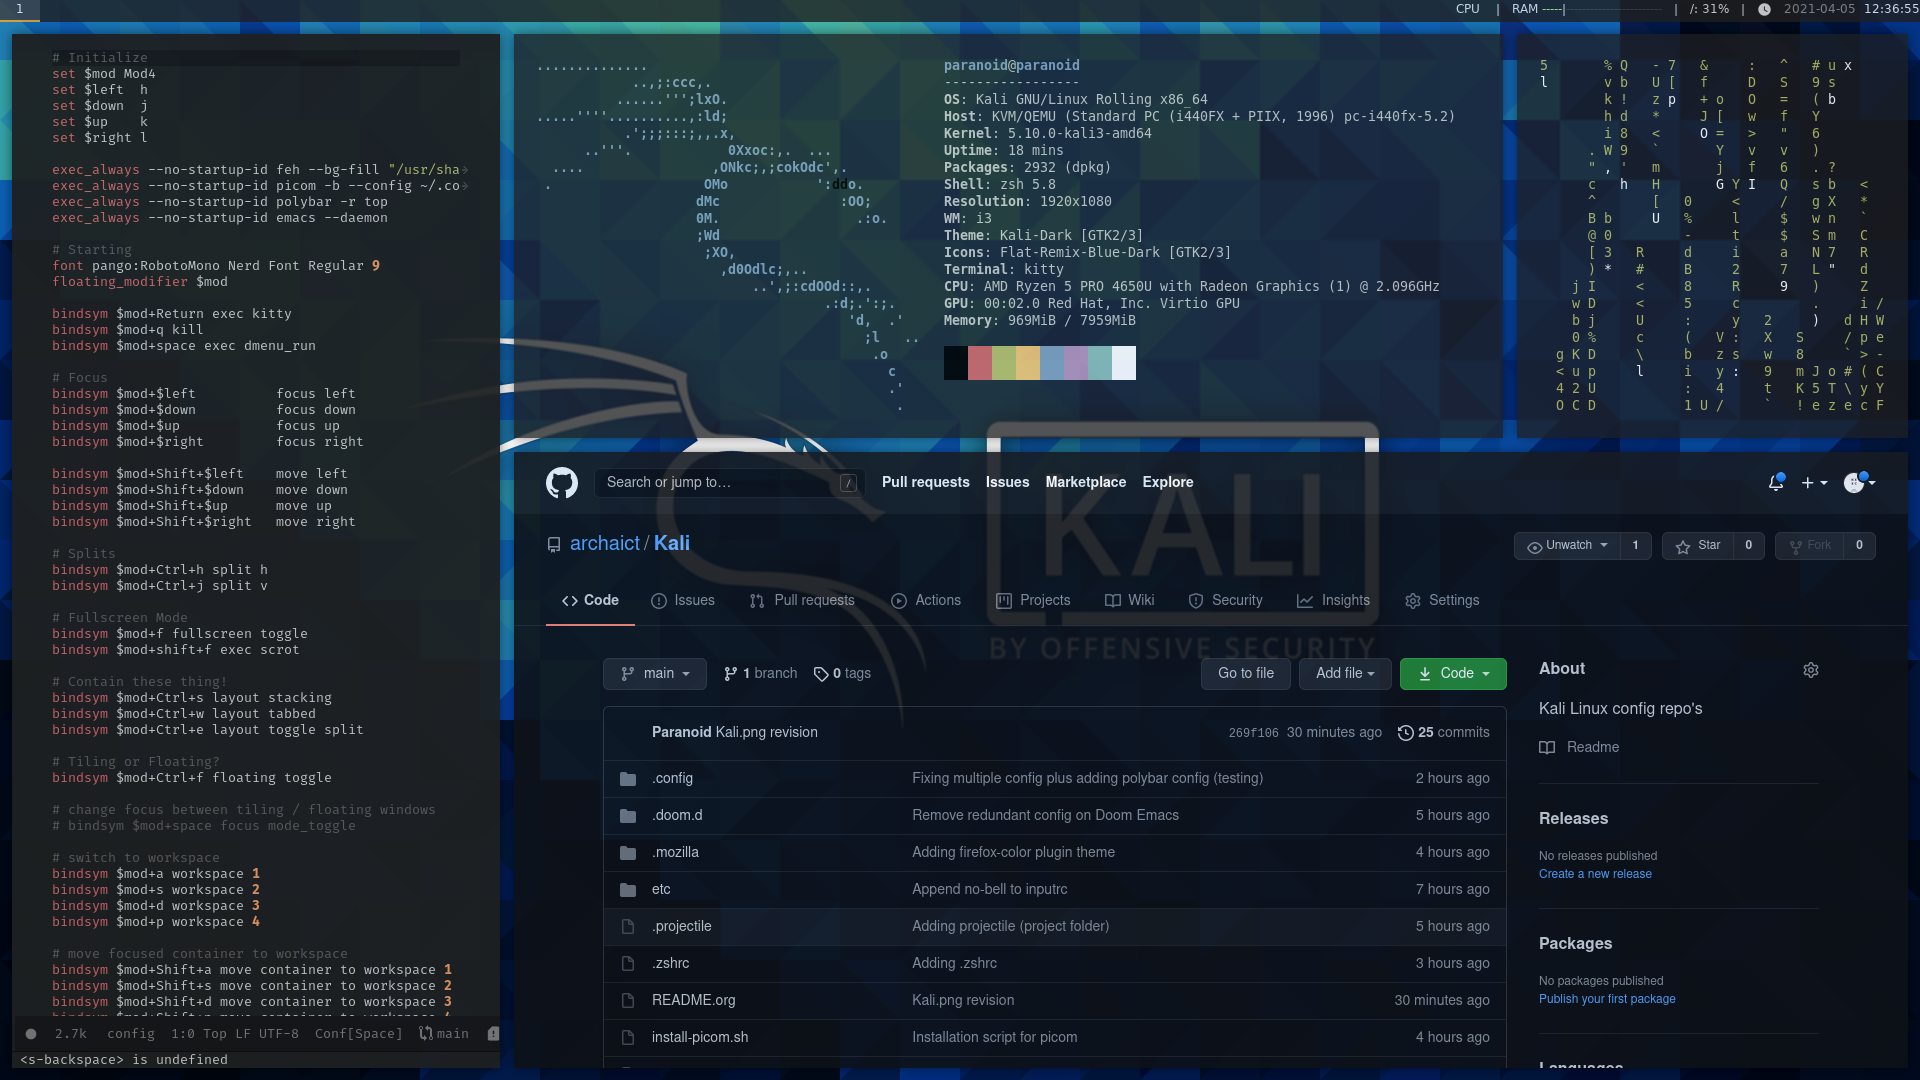 1
CPU | RAM -----| | /: 31% | 2021-04-05 12:36:55
# Initialize
set $mod Mod4
set $left h
set $down j
set $up k
set $right l
exec_always --no-startup-id feh --bg-fill "/usr/sha
exec_always --no-startup-id picom -b --config ~/.co
exec_always --no-startup-id polybar -r top
exec_always --no-startup-id emacs --daemon
# Starting
font pango:RobotoMono Nerd Font Regular 9
floating_modifier $mod
bindsym $mod+Return exec kitty
bindsym $mod+q kill
bindsym $mod+space exec dmenu_run
# Focus
bindsym $mod+$left focus left
bindsym $mod+$down focus down
bindsym $mod+$up focus up
bindsym $mod+$right focus right
bindsym $mod+Shift+$left move left
bindsym $mod+Shift+$down move down
bindsym $mod+Shift+$up move up
bindsym $mod+Shift+$right move right
# Splits
bindsym $mod+Ctrl+h split h
bindsym $mod+Ctrl+j split v
# Fullscreen Mode
bindsym $mod+f fullscreen toggle
bindsym $mod+shift+f exec scrot
# Contain these thing!
bindsym $mod+Ctrl+s layout stacking
bindsym $mod+Ctrl+w layout tabbed
bindsym $mod+Ctrl+e layout toggle split
# Tiling or Floating?
bindsym $mod+Ctrl+f floating toggle
# change focus between tiling / floating windows
# bindsym $mod+space focus mode_toggle
# switch to workspace
bindsym $mod+a workspace 1
bindsym $mod+s workspace 2
bindsym $mod+d workspace 3
bindsym $mod+p workspace 4
# move focused container to workspace
bindsym $mod+Shift+a move container to workspace 1
bindsym $mod+Shift+s move container to workspace 2
bindsym $mod+Shift+d move container to workspace 3
2.7k config 1:0 Top LF UTF-8 Conf[Space] main
<s-backspace> is undefined
paranoid@paranoid
-----------------
OS: Kali GNU/Linux Rolling x86_64
Host: KVM/QEMU (Standard PC (i440FX + PIIX, 1996) pc-i440fx-5.2)
Kernel: 5.10.0-kali3-amd64
Uptime: 18 mins
Packages: 2932 (dpkg)
Shell: zsh 5.8
Resolution: 1920x1080
WM: i3
Theme: Kali-Dark [GTK2/3]
Icons: Flat-Remix-Blue-Dark [GTK2/3]
Terminal: kitty
CPU: AMD Ryzen 5 PRO 4650U with Radeon Graphics (1) @ 2.096GHz
GPU: 00:02.0 Red Hat, Inc. Virtio GPU
Memory: 969MiB / 7959MiB
KALI
BY OFFENSIVE SECURITY
Search or jump to… / Pull requests Issues Marketplace Explore
archaict / Kali
Unwatch 1 Star 0 Fork 0
Code Issues Pull requests Actions Projects Wiki Security Insights Settings
main 1 branch 0 tags Go to file Add file Code
Paranoid Kali.png revision 269f106 30 minutes ago 25 commits
.config Fixing multiple config plus adding polybar config (testing) 2 hours ago
.doom.d Remove redundant config on Doom Emacs 5 hours ago
.mozilla Adding firefox-color plugin theme 4 hours ago
etc Append no-bell to inputrc 7 hours ago
.projectile Adding projectile (project folder) 5 hours ago
.zshrc Adding .zshrc 3 hours ago
README.org Kali.png revision 30 minutes ago
install-picom.sh Installation script for picom 4 hours ago
About
Kali Linux config repo's
Readme
Releases
No releases published
Create a new release
Packages
No packages published
Publish your first package
Languages